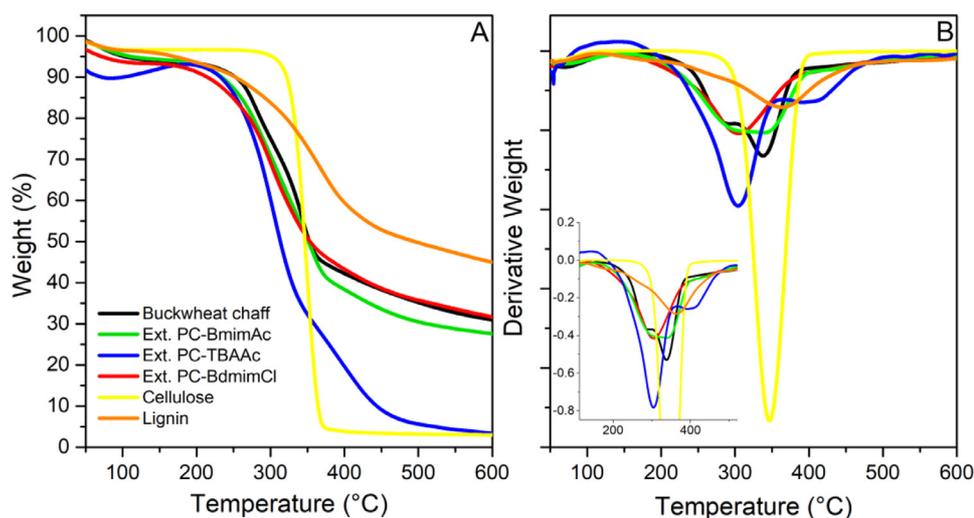 A
100
90
80
70
60
50
40
30
20
10
0
Weight (%)
Buckwheat chaff
Ext. PC-BmimAc
Ext. PC-TBAAc
Ext. PC-BdmimCl
Cellulose
Lignin
100 200 300 400 500 600
Temperature (°C)
B
Derivative Weight
0.2
0.0
-0.2
-0.4
-0.6
-0.8
200 400
100 200 300 400 500 600
Temperature (°C)